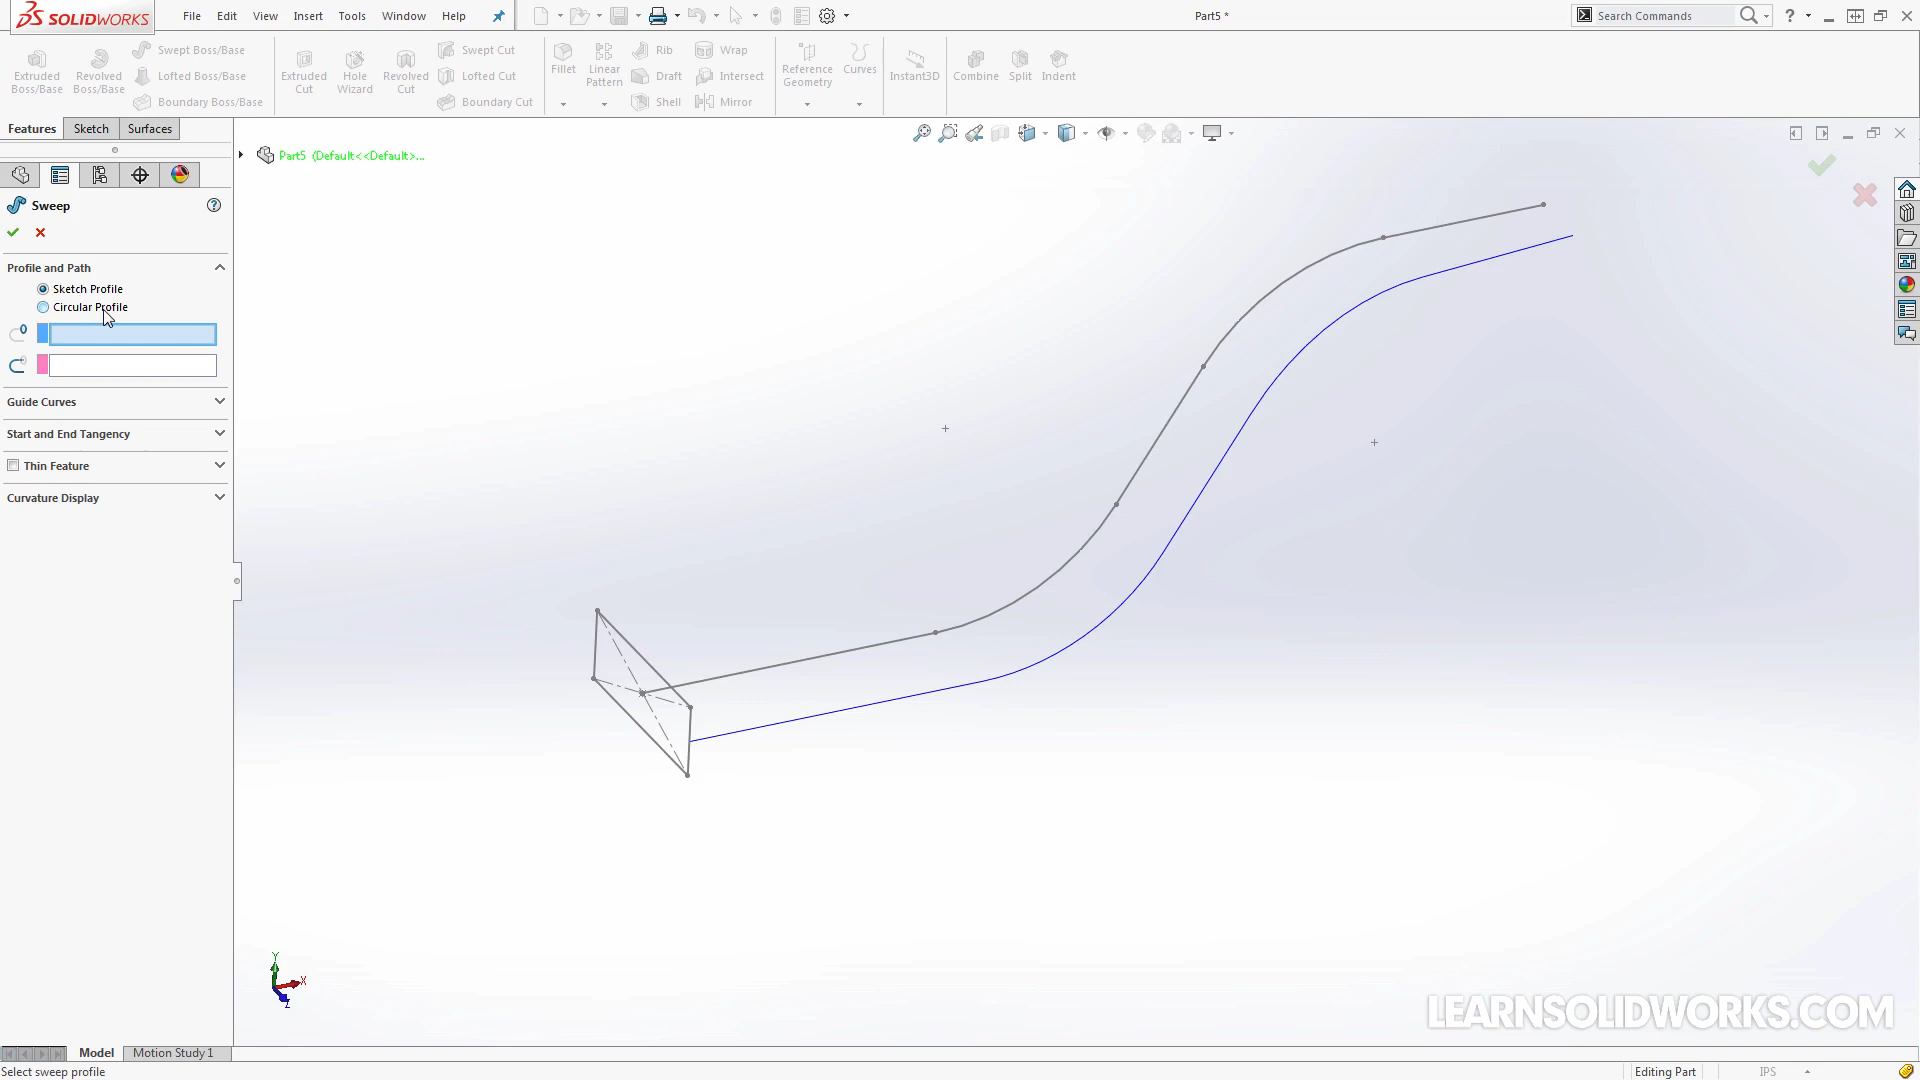 SOLIDWORKS File Edit View Insert Tools Window Help Part5 * Search Commands ?
Extruded Boss/Base
Revolved Boss/Base
Swept Boss/Base
Lofted Boss/Base
Boundary Boss/Base
Extruded Cut
Hole Wizard
Revolved Cut
Swept Cut
Lofted Cut
Boundary Cut
Fillet
Linear Pattern
Rib
Draft
Shell
Wrap
Intersect
Mirror
Reference Geometry
Curves
Instant3D
Combine
Split
Indent
Features Sketch Surfaces
Part5 (Default<<Default>...
Sweep
Profile and Path
Sketch Profile
Circular Profile
Guide Curves
Start and End Tangency
Thin Feature
Curvature Display
Y
X
Z
LEARNSOLIDWORKS.COM
Model Motion Study 1
Select sweep profile Editing Part IPS